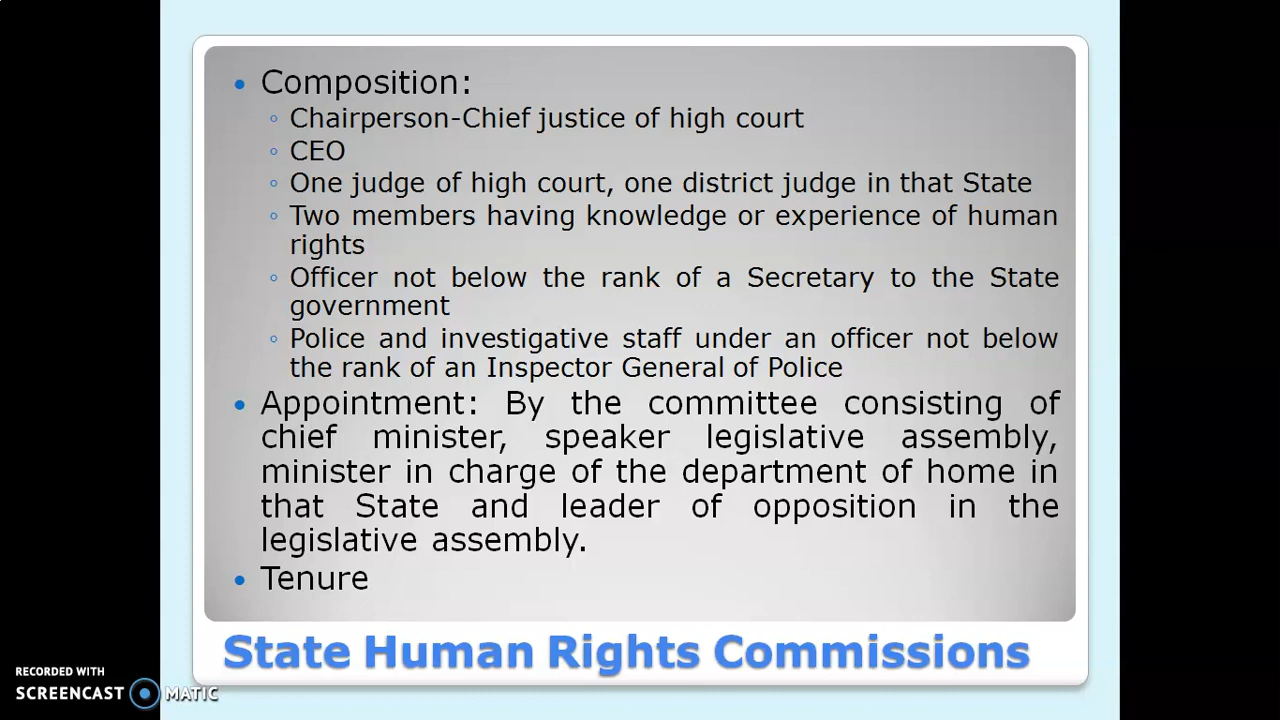 Composition:
Chairperson-Chief justice of high court
CEO
One judge of high court, one district judge in that State
Two members having knowledge or experience of human
rights
Officer not below the rank of a Secretary to the State
government
Police and investigative staff under an officer not below
the rank of an Inspector General of Police
Appointment: By the committee consisting of
chief minister, speaker legislative assembly,
minister in charge of the department of home in
that State and leader of opposition in the
legislative assembly.
Tenure
State Human Rights Commissions
RECORDED WITH
SCREENCAST MATIC